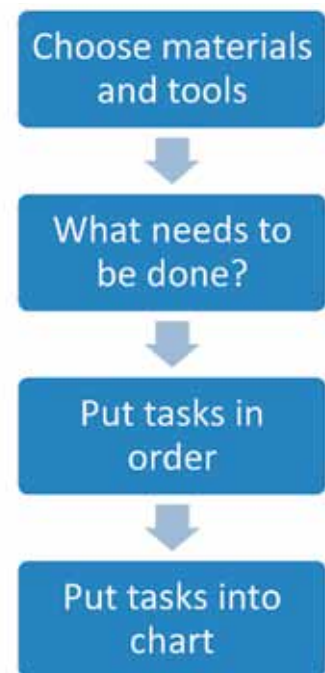 Choose materials
and tools
What needs to
be done?
Put tasks in
order
Put tasks into
chart